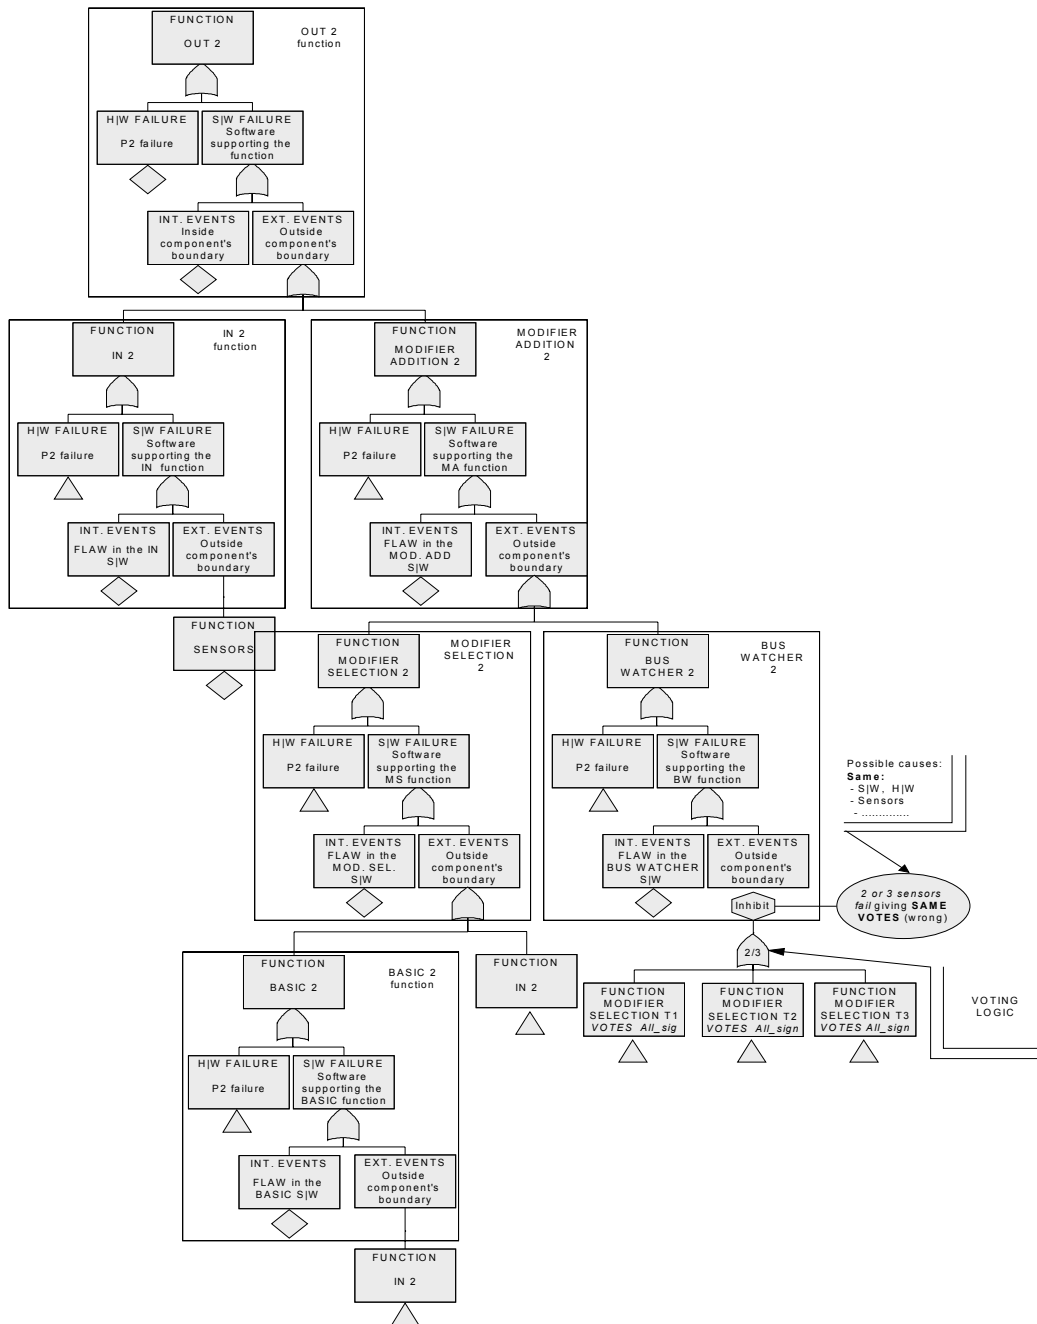 FUNCTION
OUT 2
OUT 2
function
H|W FAILURE
P2 failure
S|W FAILURE
Software
supporting the
function
INT. EVENTS
Inside
component's
boundary
EXT. EVENTS
Outside
component's
boundary
FUNCTION
IN 2
IN 2
function
H|W FAILURE
P2 failure
S|W FAILURE
Software
supporting the
IN function
INT. EVENTS
FLAW in the IN
S|W
EXT. EVENTS
Outside
component's
boundary
FUNCTION
SENSORS
FUNCTION
MODIFIER
ADDITION 2
MODIFIER
ADDITION
2
H|W FAILURE
P2 failure
S|W FAILURE
Software
supporting the
MA function
INT. EVENTS
FLAW in the
MOD. ADD
S|W
EXT. EVENTS
Outside
component's
boundary
FUNCTION
MODIFIER
SELECTION 2
MODIFIER
SELECTION
2
H|W FAILURE
P2 failure
S|W FAILURE
Software
supporting the
MS function
INT. EVENTS
FLAW in the
MOD. SEL.
S|W
EXT. EVENTS
Outside
component's
boundary
FUNCTION
BUS
WATCHER 2
BUS
WATCHER
2
H|W FAILURE
P2 failure
S|W FAILURE
Software
supporting the
BW function
INT. EVENTS
FLAW in the
BUS WATCHER
S|W
EXT. EVENTS
Outside
component's
boundary
Possible causes:
Same:
- S|W, H|W
- Sensors
- ..............
Inhibit
2 or 3 sensors
fail giving SAME
VOTES (wrong)
2/3
FUNCTION
MODIFIER
SELECTION T1
VOTES All_sig
FUNCTION
MODIFIER
SELECTION T2
VOTES All_sign
FUNCTION
MODIFIER
SELECTION T3
VOTES All_sign
VOTING
LOGIC
FUNCTION
BASIC 2
BASIC 2
function
FUNCTION
IN 2
H|W FAILURE
P2 failure
S|W FAILURE
Software
supporting the
BASIC function
INT. EVENTS
FLAW in the
BASIC S|W
EXT. EVENTS
Outside
component's
boundary
FUNCTION
IN 2